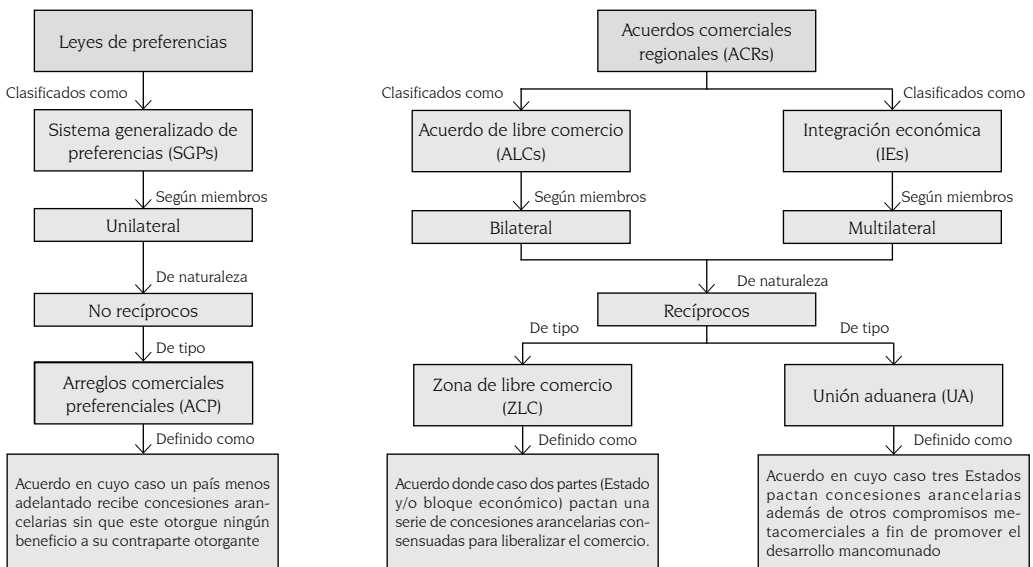 Leyes de preferencias
Clasificados como
Sistema generalizado de
preferencias (SGPs)
Según miembros
Unilateral
De naturaleza
No recíprocos
De tipo
Arreglos comerciales
preferenciales (ACP)
Definido como
Acuerdo en cuyo caso un país menos
adelantado recibe concesiones aran-
celarias sin que este otorgue ningún
beneficio a su contraparte otorgante
Acuerdos comerciales
regionales (ACRs)
Clasificados como
Clasificados como
Acuerdo de libre comercio
(ALCs)
Integración económica
(IEs)
Según miembros
Según miembros
Bilateral
Multilateral
De naturaleza
Recíprocos
De tipo
De tipo
Zona de libre comercio
(ZLC)
Unión aduanera (UA)
Definido como
Definido como
Acuerdo donde caso dos partes (Estado
y/o bloque económico) pactan una
serie de concesiones arancelarias con-
sensuadas para liberalizar el comercio.
Acuerdo en cuyo caso tres Estados
pactan concesiones arancelarias
además de otros compromisos me-
tacomerciales a fin de promover el
desarrollo mancomunado